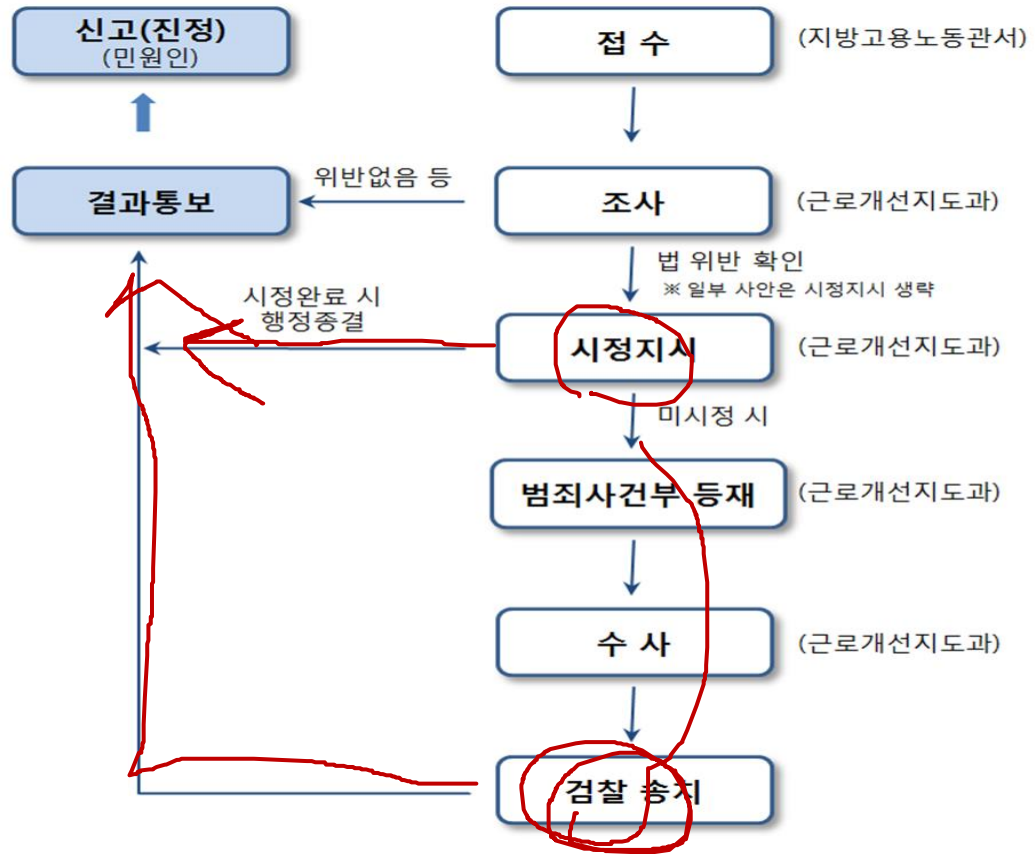 신고(진정)
(민원인)
접 수
(지방고용노동관서)
결과통보
위반없음 등
조사
(근로개선지도과)
법 위반 확인
※ 일부 사안은 시정지시 생략
시정완료 시
행정종결
시정지시
(근로개선지도과)
미시정 시
범죄사건부 등재
(근로개선지도과)
수 사
(근로개선지도과)
검찰 송치